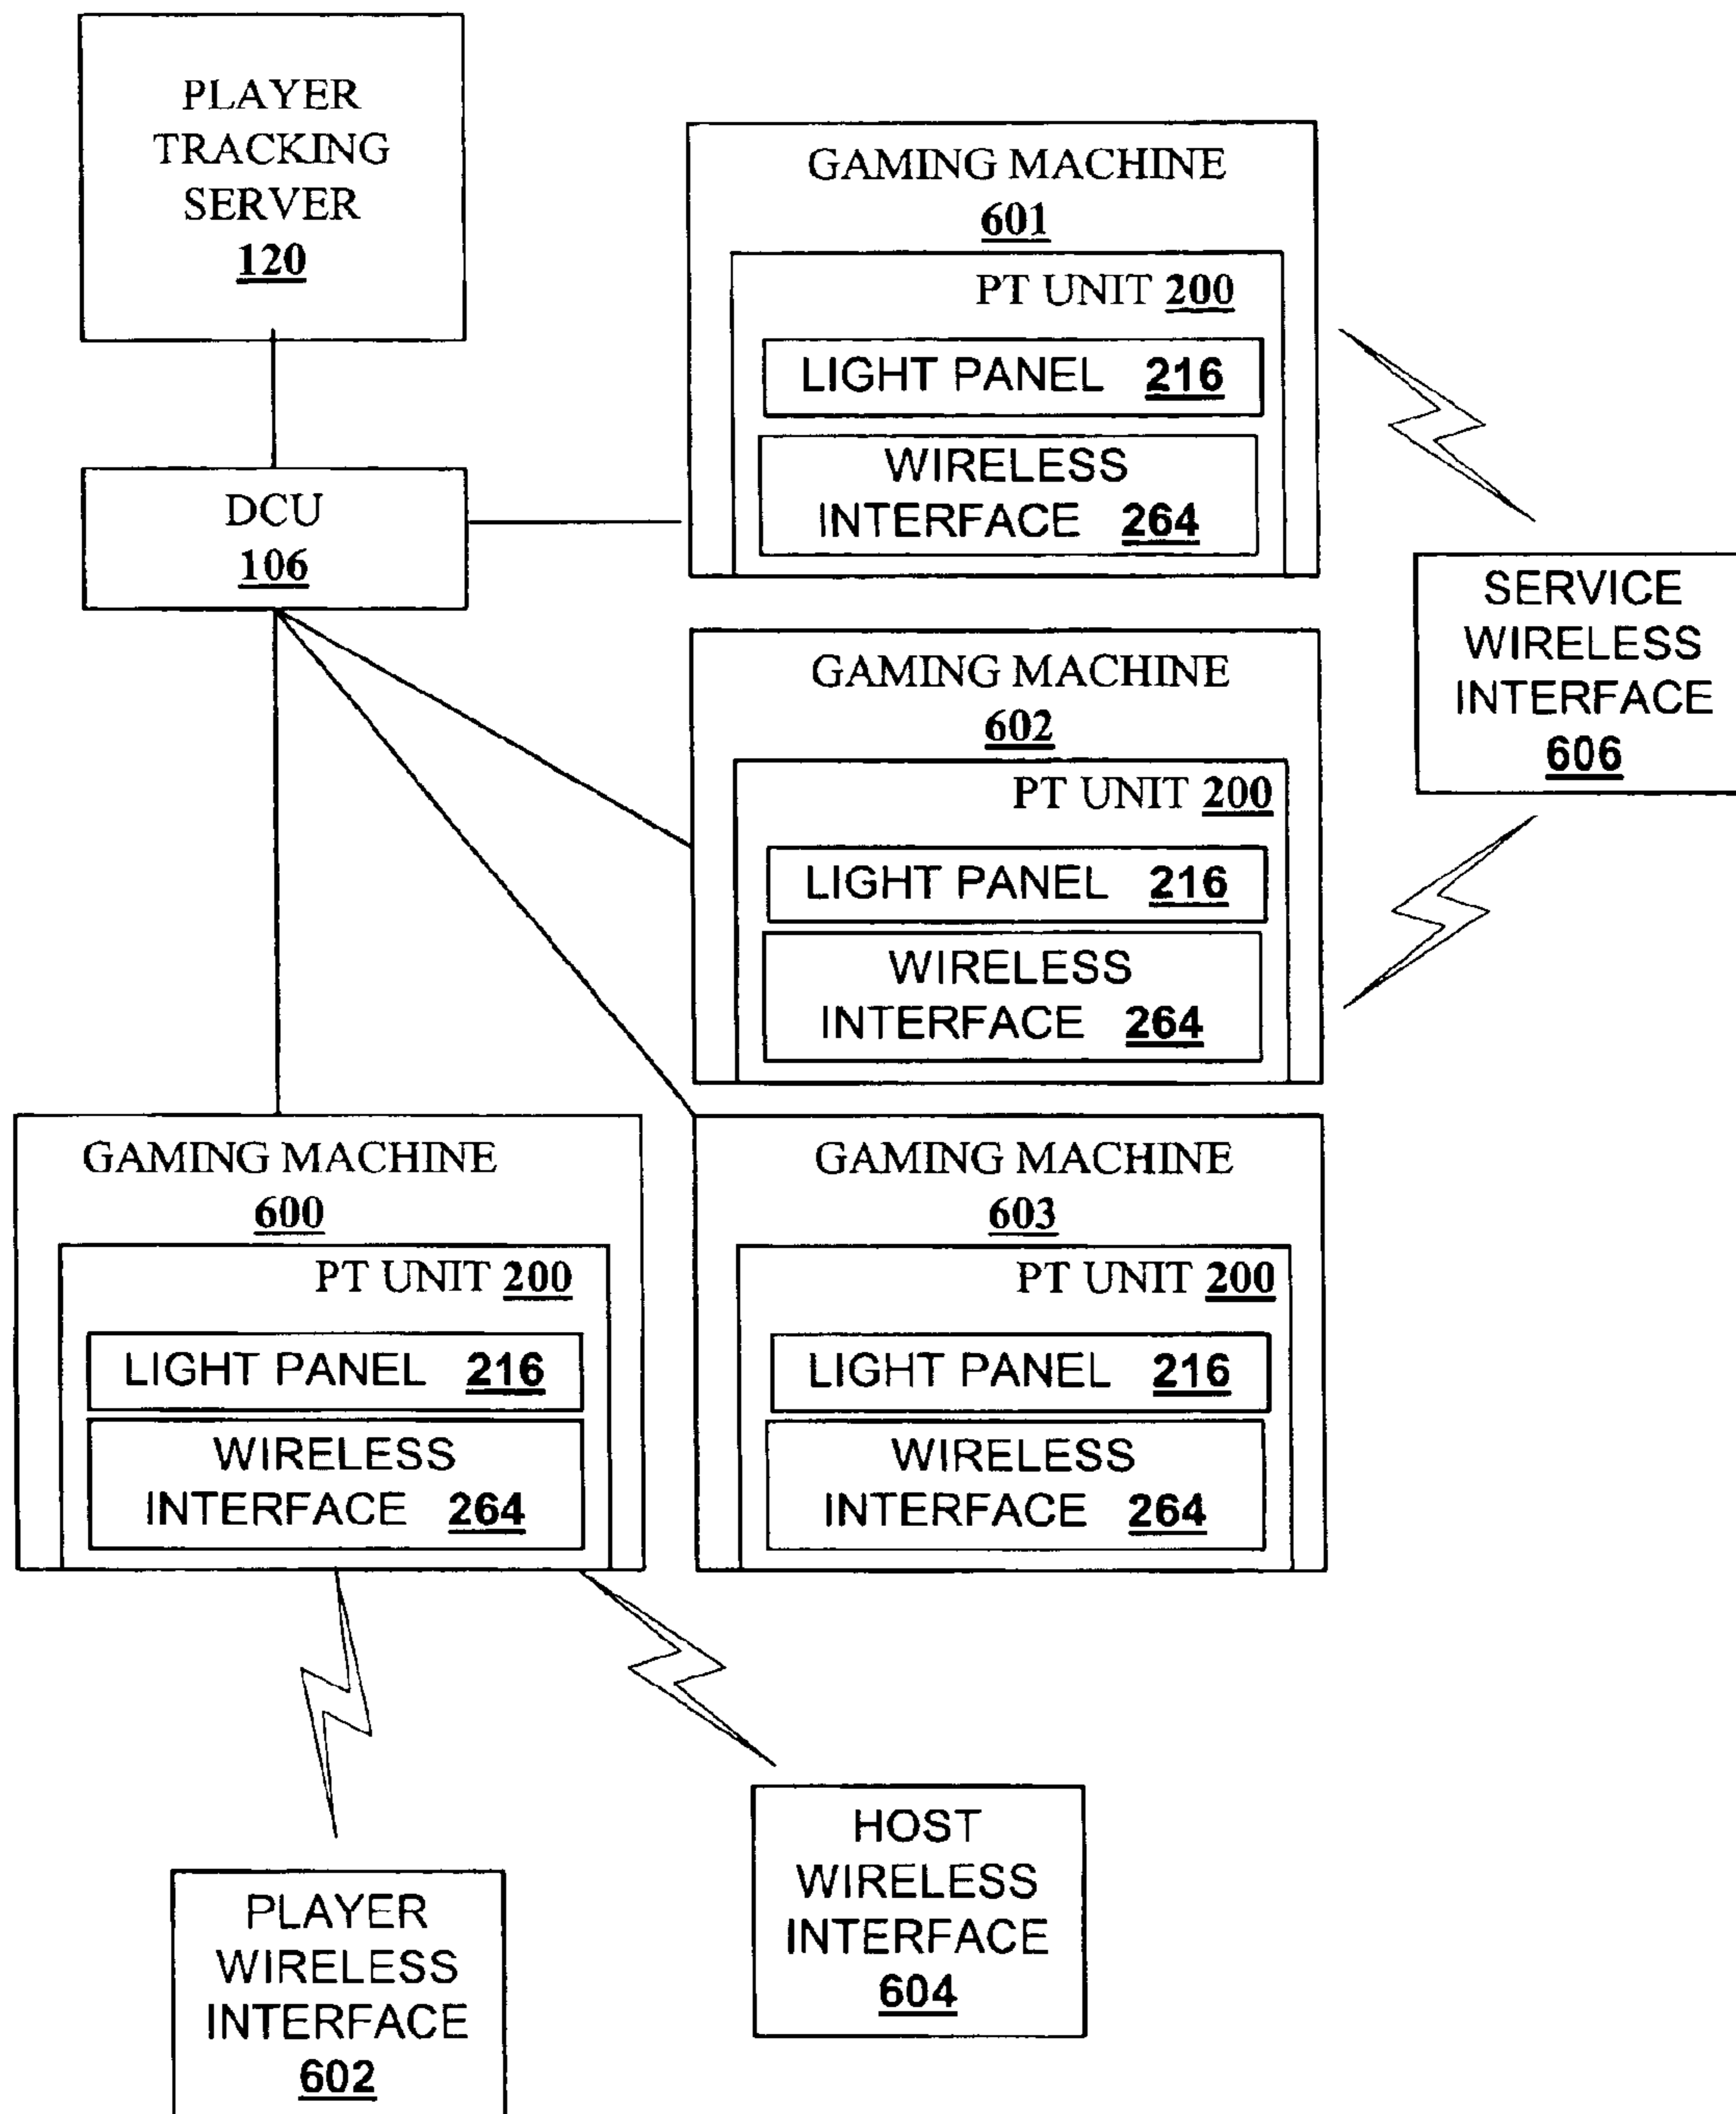 PLAYER
TRACKING
SERVER
120
DCU
106
GAMING MACHINE
601
PT UNIT 200
LIGHT PANEL 216
WIRELESS
INTERFACE 264
SERVICE
WIRELESS
INTERFACE
606
GAMING MACHINE
602
PT UNIT 200
LIGHT PANEL 216
WIRELESS
INTERFACE 264
GAMING MACHINE
600
PT UNIT 200
LIGHT PANEL 216
WIRELESS
INTERFACE 264
GAMING MACHINE
603
PT UNIT 200
LIGHT PANEL 216
WIRELESS
INTERFACE 264
PLAYER
WIRELESS
INTERFACE
602
HOST
WIRELESS
INTERFACE
604